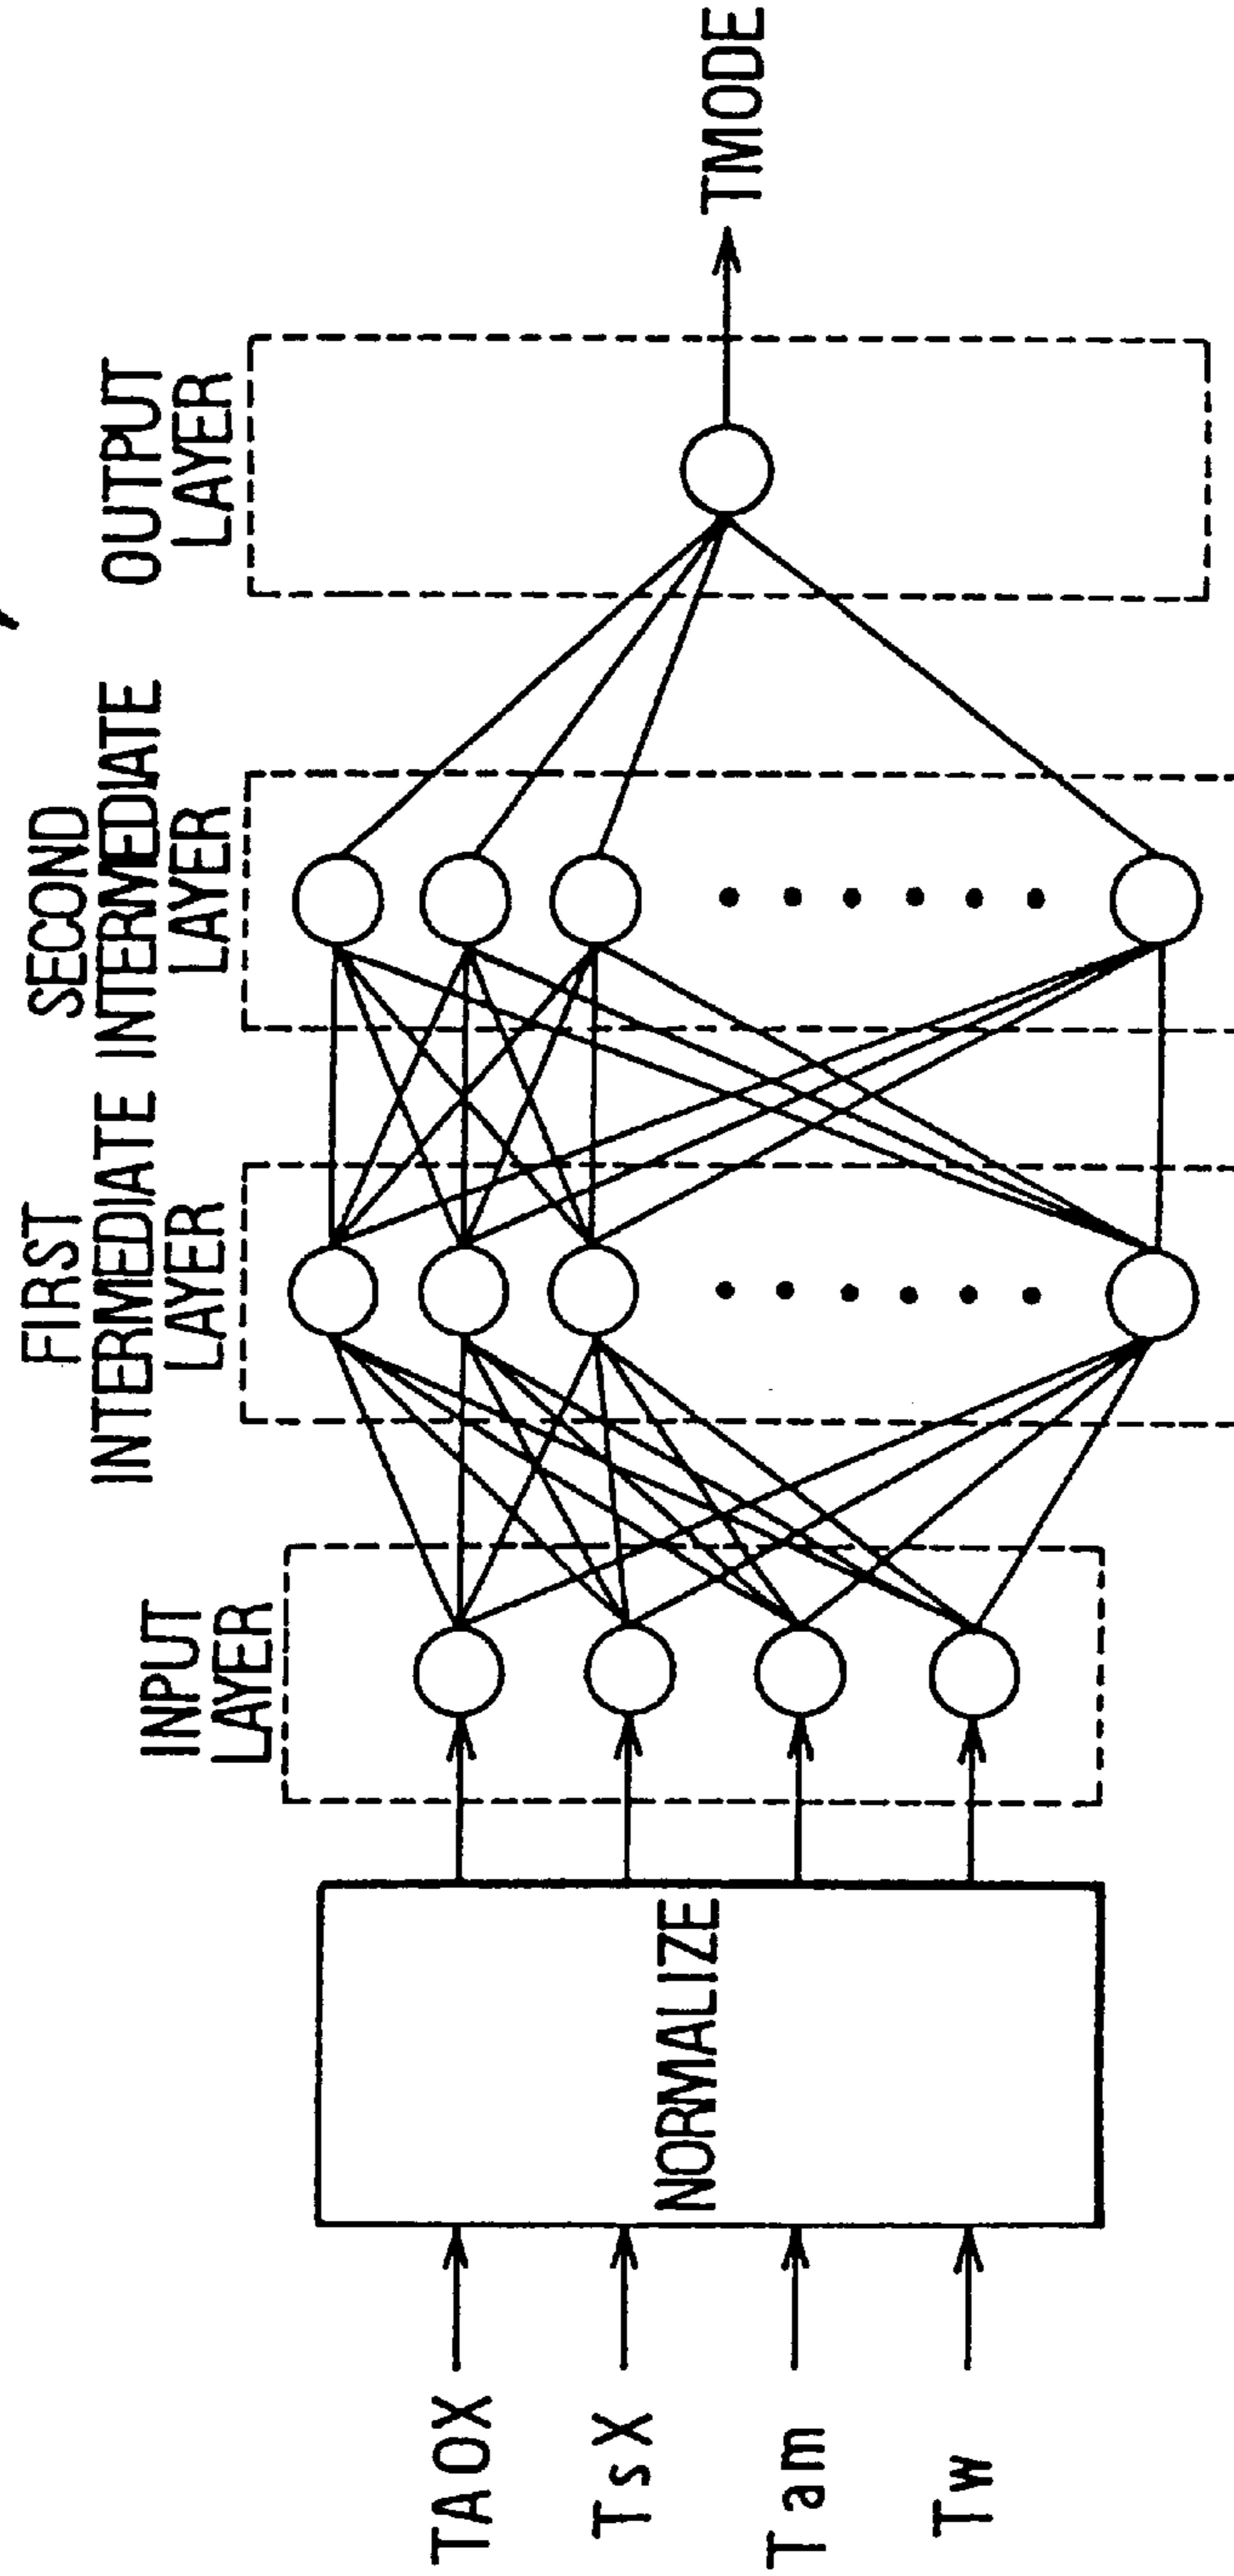 TAOX
TsX
Tam
Tw
NORMALIZE
INPUT
LAYER
FIRST
INTERMEDIATE
LAYER
SECOND
INTERMEDIATE
LAYER
OUTPUT
LAYER
TMODE